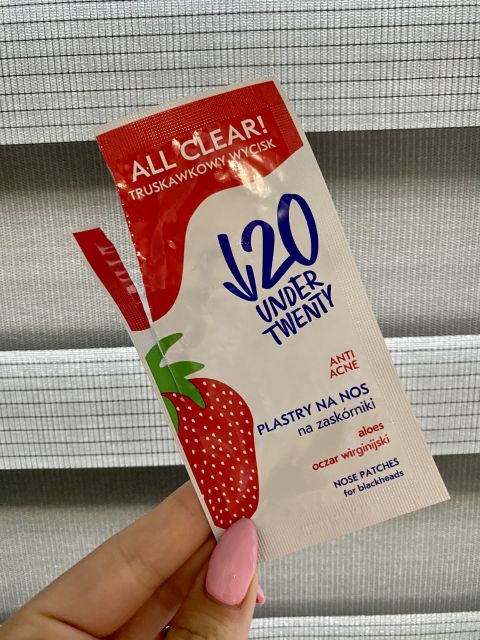 ALL CLEAR!
TRUSKAWKOWY WYCISK
20
UNDER
TWENTY
ANTI
ACNE
PLASTRY NA NOS
na zaskórniki
aloes
oczar wirginijski
NOSE PATCHES
for blackheads